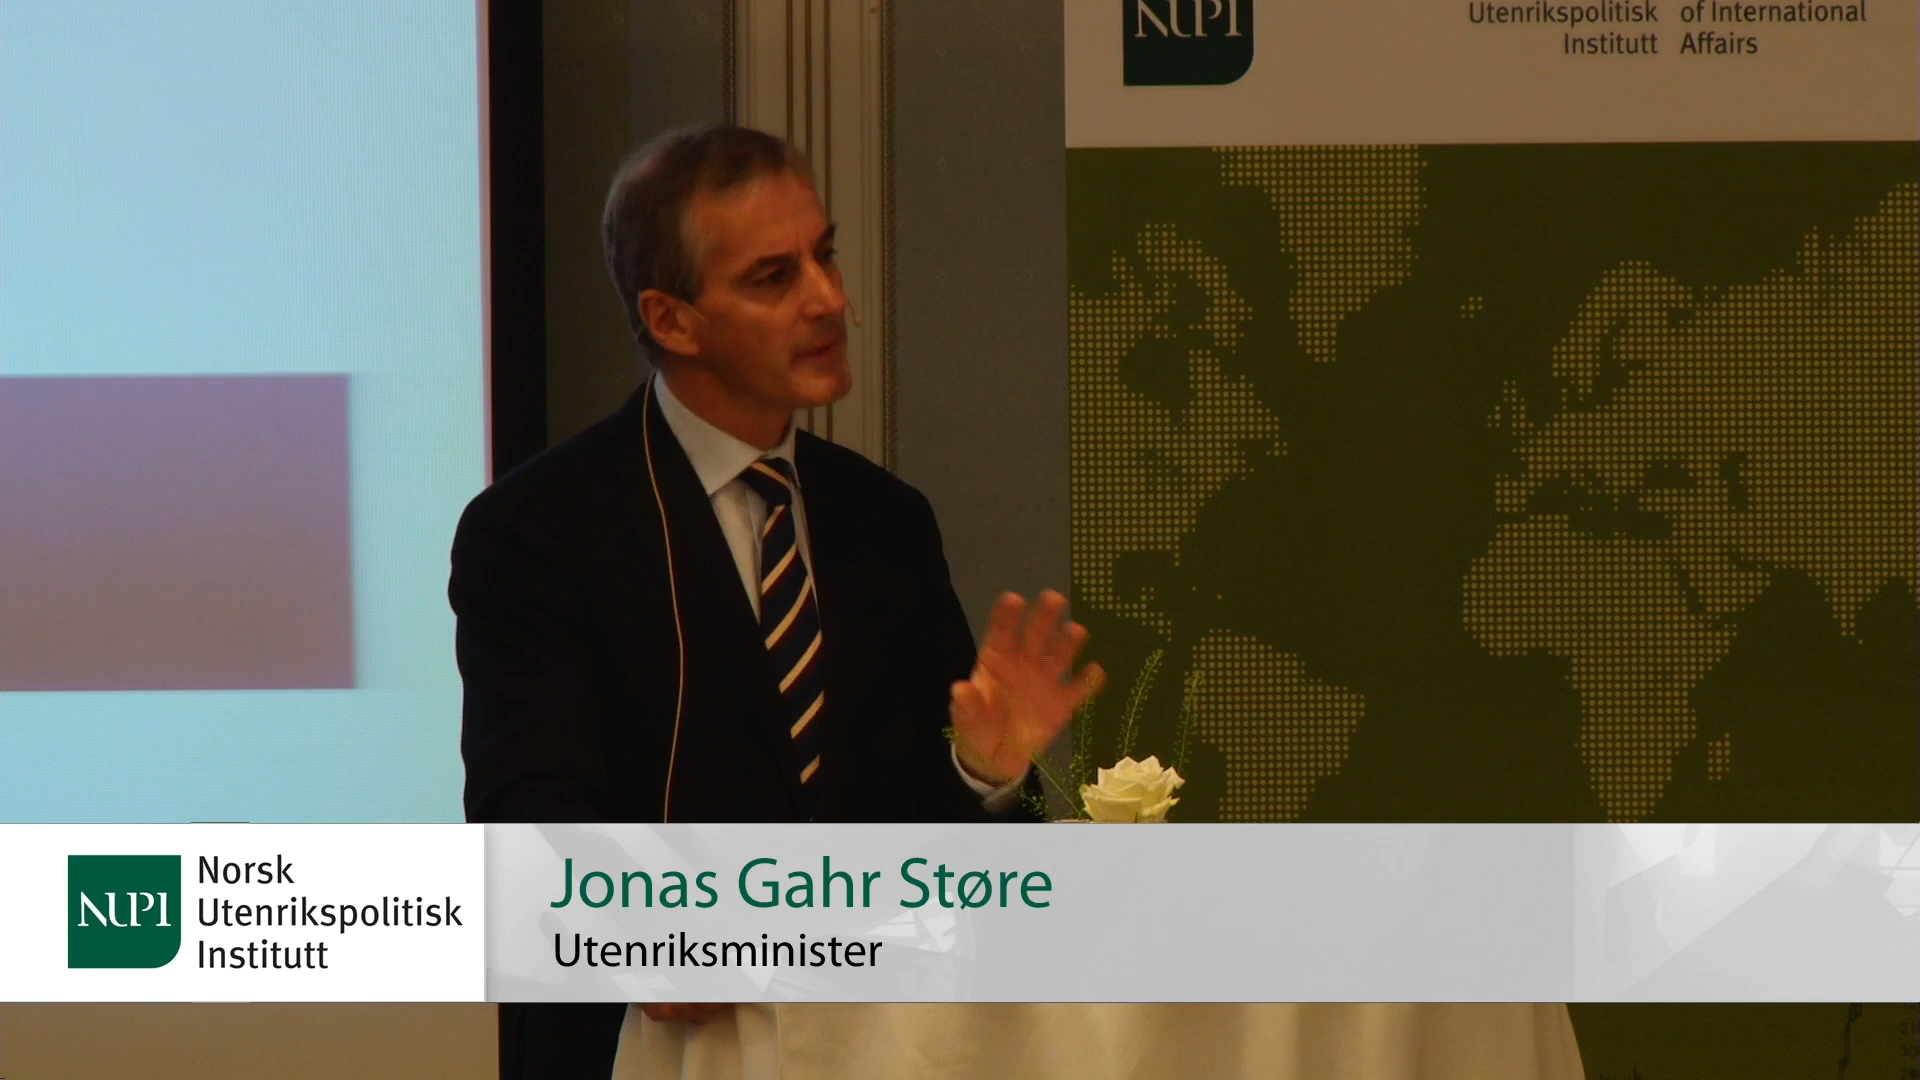 NUPI
Utenrikspolitisk of International
Institutt Affairs
NUPI
Norsk
Utenrikspolitisk
Institutt
Jonas Gahr Støre
Utenriksminister